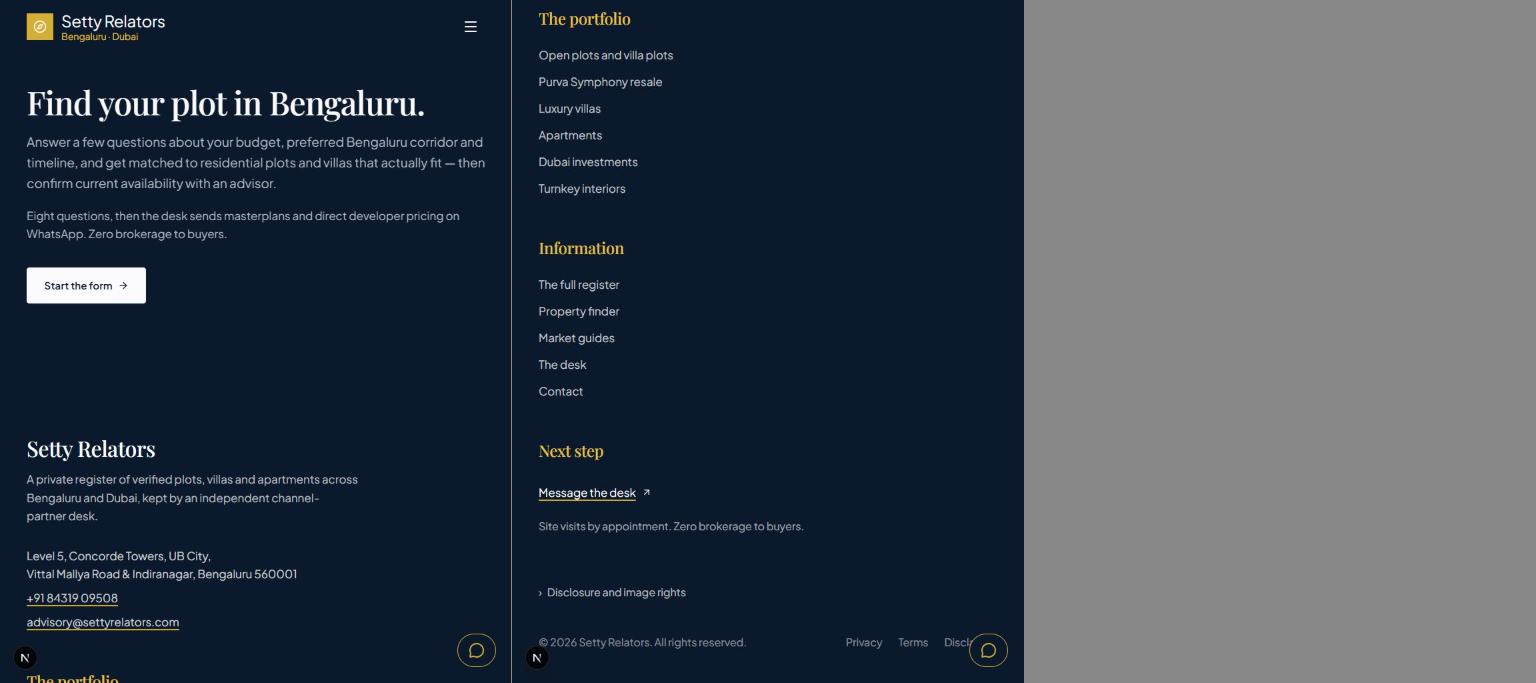 Setty Relators
Bengaluru · Dubai
Find your plot in Bengaluru.
Answer a few questions about your budget, preferred Bengaluru corridor and
timeline, and get matched to residential plots and villas that actually fit — then
confirm current availability with an advisor.
Eight questions, then the desk sends masterplans and direct developer pricing on
WhatsApp. Zero brokerage to buyers.
Start the form →
Setty Relators
A private register of verified plots, villas and apartments across
Bengaluru and Dubai, kept by an independent channel-
partner desk.
Level 5, Concorde Towers, UB City,
Vittal Mallya Road & Indiranagar, Bengaluru 560001
+91 84319 09508
advisory@settyrelators.com
N
The portfolio
The portfolio
Open plots and villa plots
Purva Symphony resale
Luxury villas
Apartments
Dubai investments
Turnkey interiors
Information
The full register
Property finder
Market guides
The desk
Contact
Next step
Message the desk ↗
Site visits by appointment. Zero brokerage to buyers.
› Disclosure and image rights
© 2026 Setty Relators. All rights reserved.
Privacy Terms
N